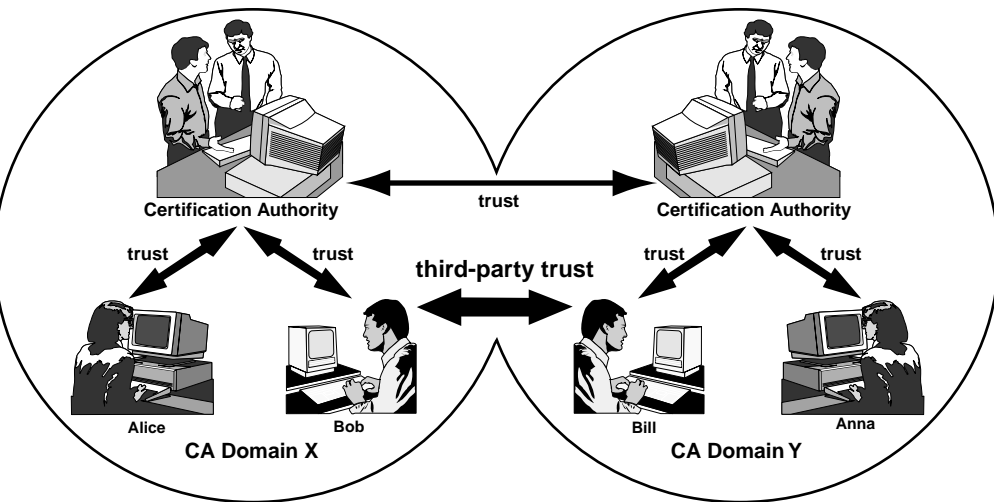 trust
Certification Authority
Certification Authority
trust
trust
trust
trust
third-party trust
Alice
Bob
Bill
Anna
CA Domain X
CA Domain Y